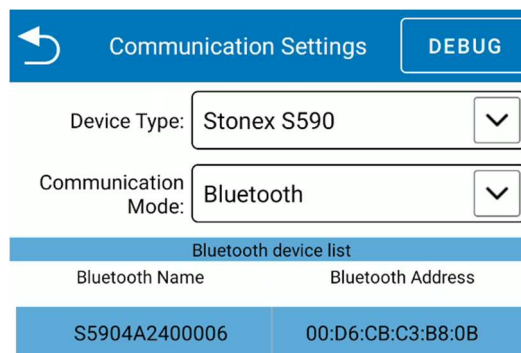 Communication Settings DEBUG
Device Type: Stonex S590
Communication
Mode: Bluetooth
Bluetooth device list
Bluetooth Name Bluetooth Address
S5904A2400006 00:D6:CB:C3:B8:0B